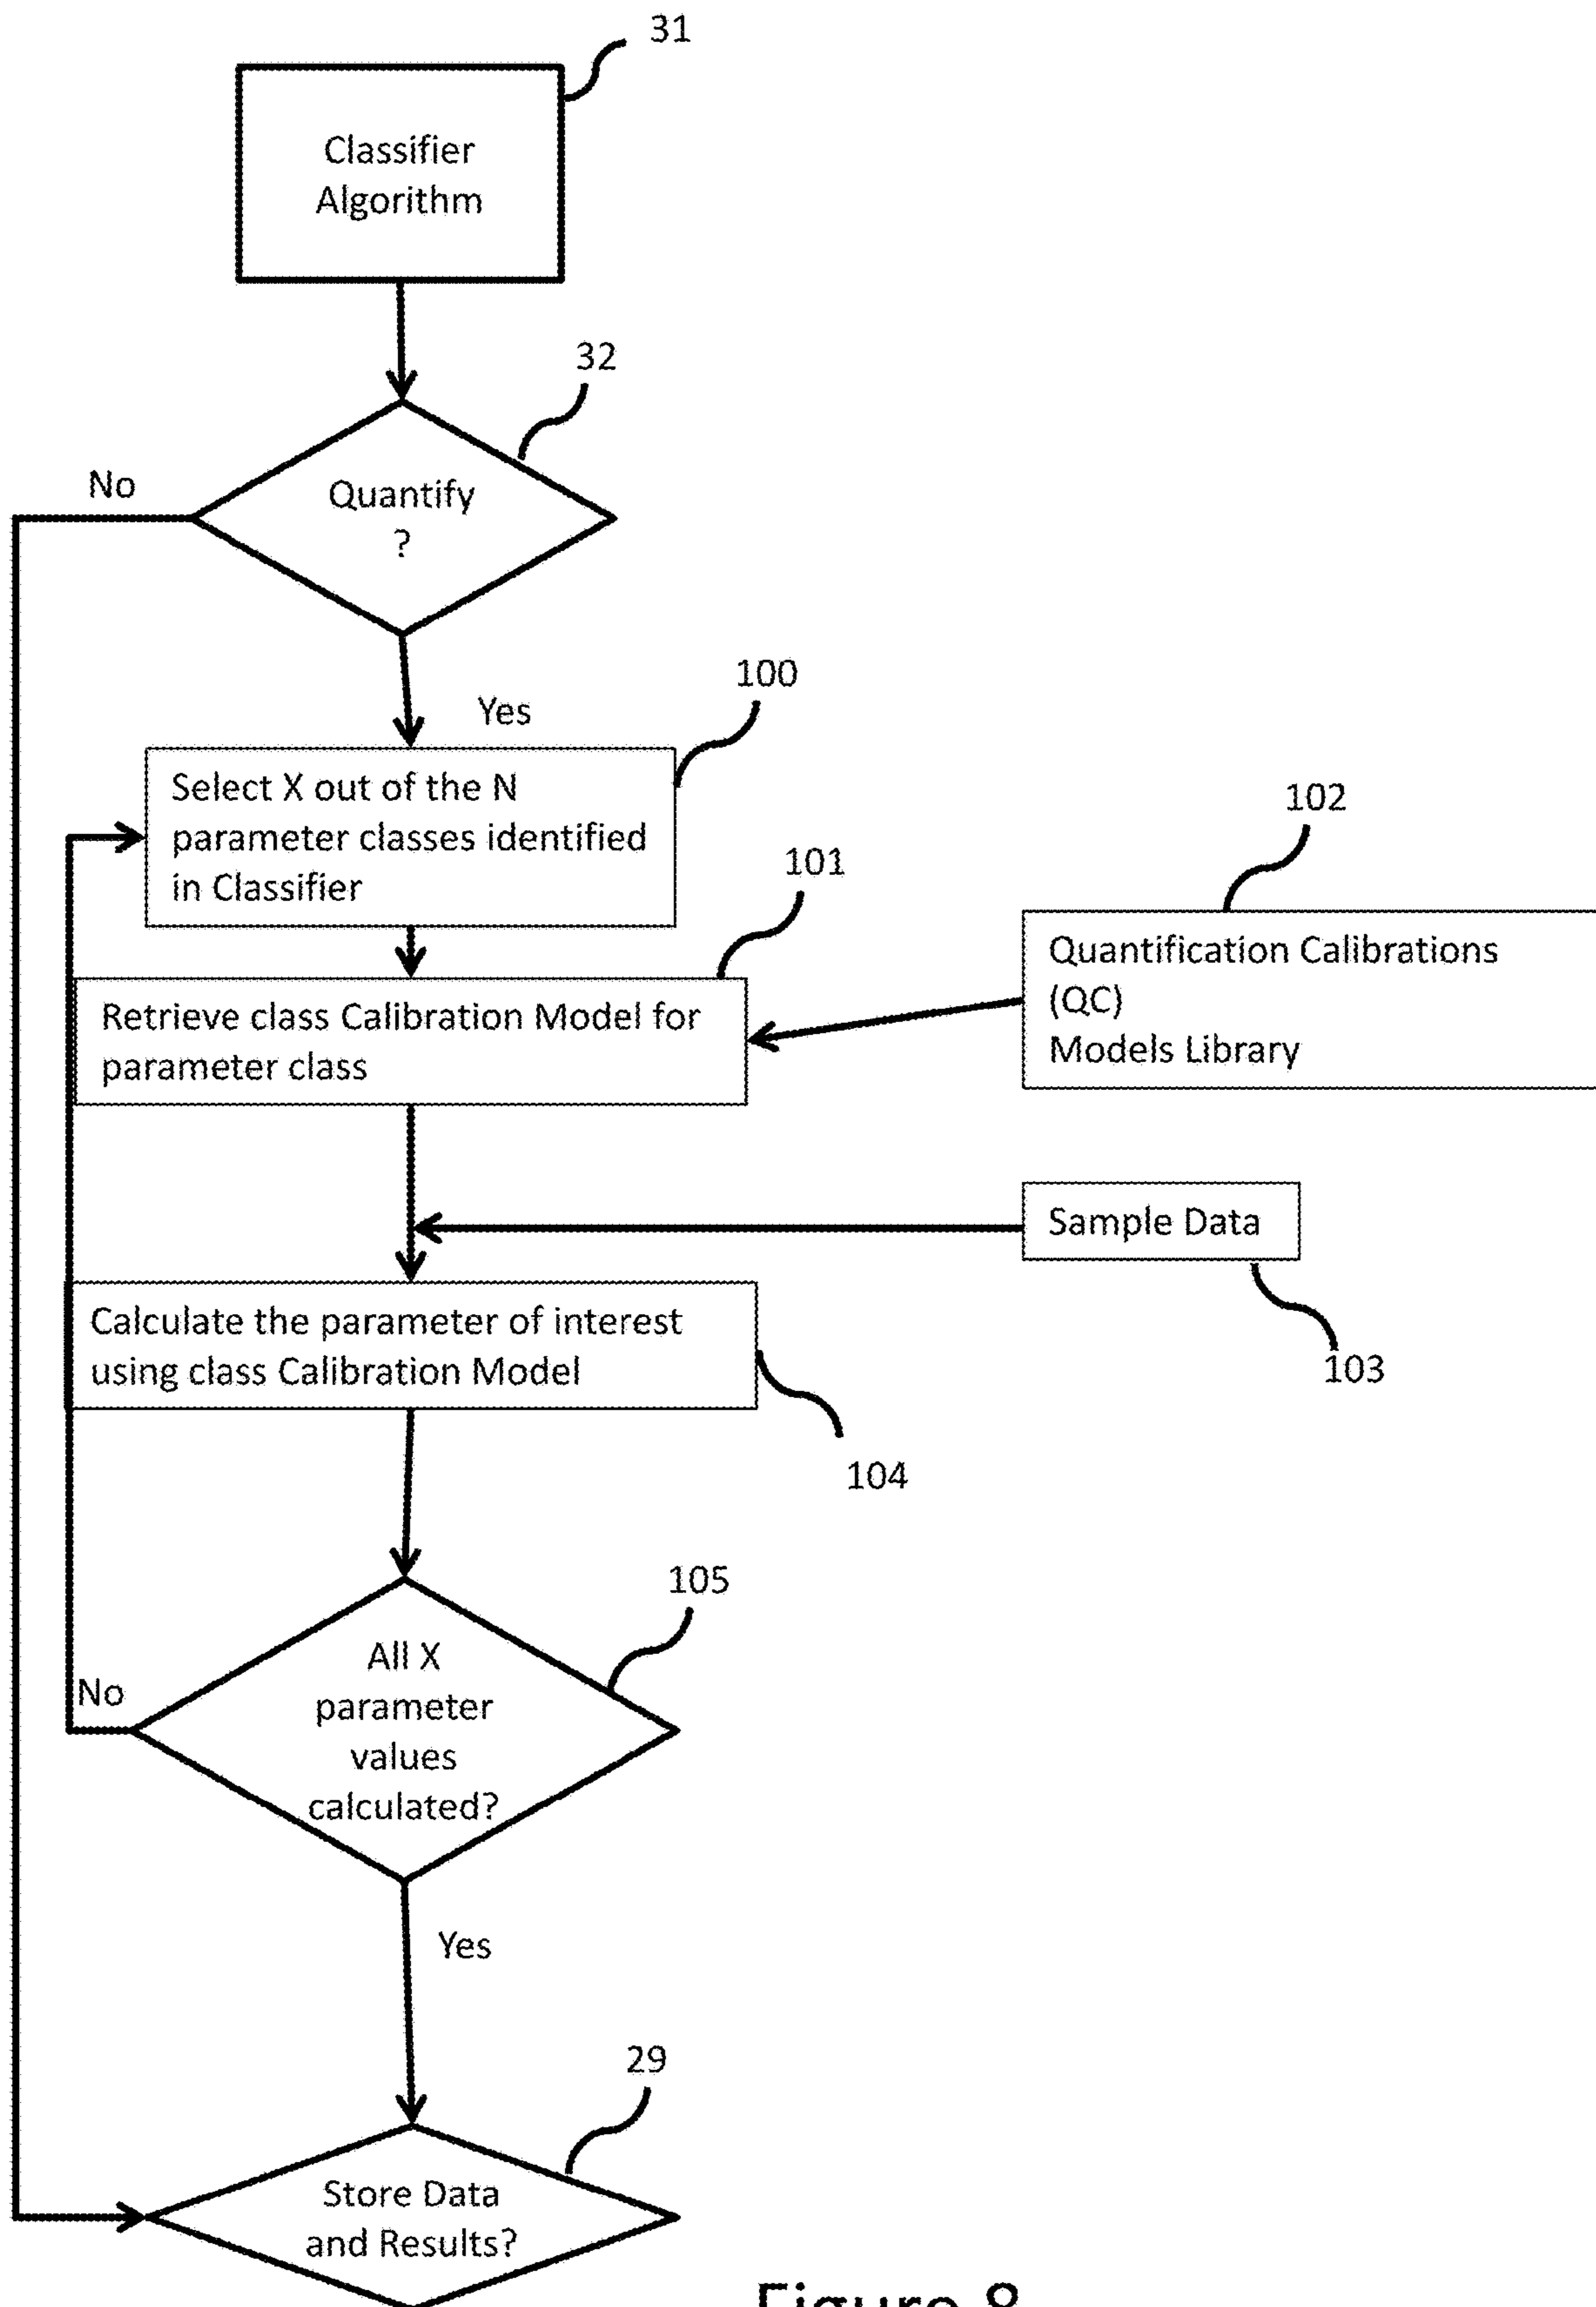 31
Classifier
Algorithm
32
No
Quantify
?
Yes
100
Select X out of the N
parameter classes identified
in Classifier
101
102
Retrieve class Calibration Model for
parameter class
Quantification Calibrations
(QC)
Models Library
Sample Data
103
Calculate the parameter of interest
using class Calibration Model
104
105
No
All X
parameter
values
calculated?
Yes
29
Store Data
and Results?
Figure 8